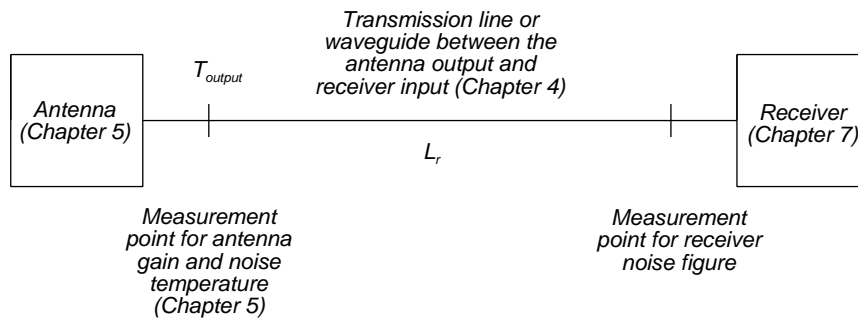 Transmission line or
waveguide between the
antenna output and
receiver input (Chapter 4)
T_output
Antenna
(Chapter 5)
Receiver
(Chapter 7)
L_r
Measurement
point for antenna
gain and noise
temperature
(Chapter 5)
Measurement
point for receiver
noise figure